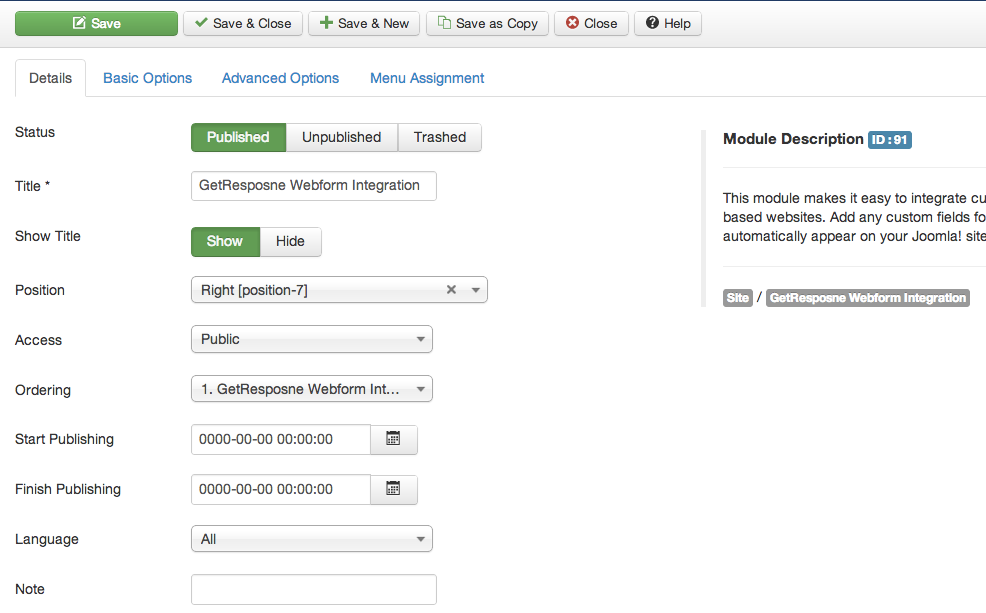 Save
Save & Close
Save & New
Save as Copy
Close
Help
Details
Basic Options
Advanced Options
Menu Assignment
Status
Published
Unpublished
Trashed
Title *
GetResposne Webform Integration
Show Title
Show
Hide
Position
Right [position-7]
Access
Public
Ordering
1. GetResposne Webform Int...
Start Publishing
0000-00-00 00:00:00
Finish Publishing
0000-00-00 00:00:00
Language
All
Note
Module Description ID:91
This module makes it easy to integrate cu
based websites. Add any custom fields fo
automatically appear on your Joomla! site
Site / GetResposne Webform Integration